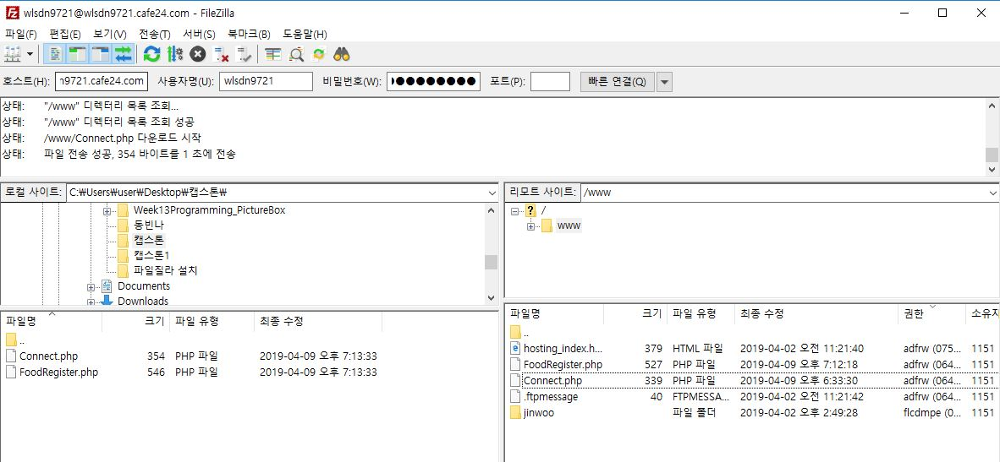 wlsdn9721@wlsdn9721.cafe24.com - FileZilla
파일(F) 편집(E) 보기(V) 전송(T) 서버(S) 북마크(B) 도움말(H)
호스트(H): n9721.cafe24.com 사용자명(U): wlsdn9721 비밀번호(W): ●●●●●●●●● 포트(P): 빠른 연결(Q)
상태: "/www" 디렉터리 목록 조회...
상태: "/www" 디렉터리 목록 조회 성공
상태: /www/Connect.php 다운로드 시작
상태: 파일 전송 성공, 354 바이트를 1 초에 전송
로컬 사이트: C:₩Users₩user₩Desktop₩캡스톤₩
Week13Programming_PictureBox
동빈나
캡스톤
캡스톤1
파일질라 설치
Documents
Downloads
파일명 크기 파일 유형 최종 수정
..
Connect.php 354 PHP 파일 2019-04-09 오후 7:13:33
FoodRegister.php 546 PHP 파일 2019-04-09 오후 7:13:33
리모트 사이트: /www
? /
www
파일명 크기 파일 유형 최종 수정 권한 소유자
..
hosting_index.h... 379 HTML 파일 2019-04-02 오전 11:21:40 adfrw (075... 1151
FoodRegister.php 527 PHP 파일 2019-04-09 오후 7:12:18 adfrw (064... 1151
Connect.php 339 PHP 파일 2019-04-09 오후 6:33:30 adfrw (064... 1151
.ftpmessage 40 FTPMESSA... 2019-04-02 오전 11:21:42 adfrw (064... 1151
jinwoo 파일 폴더 2019-04-02 오후 2:49:28 flcdmpe (0... 1151